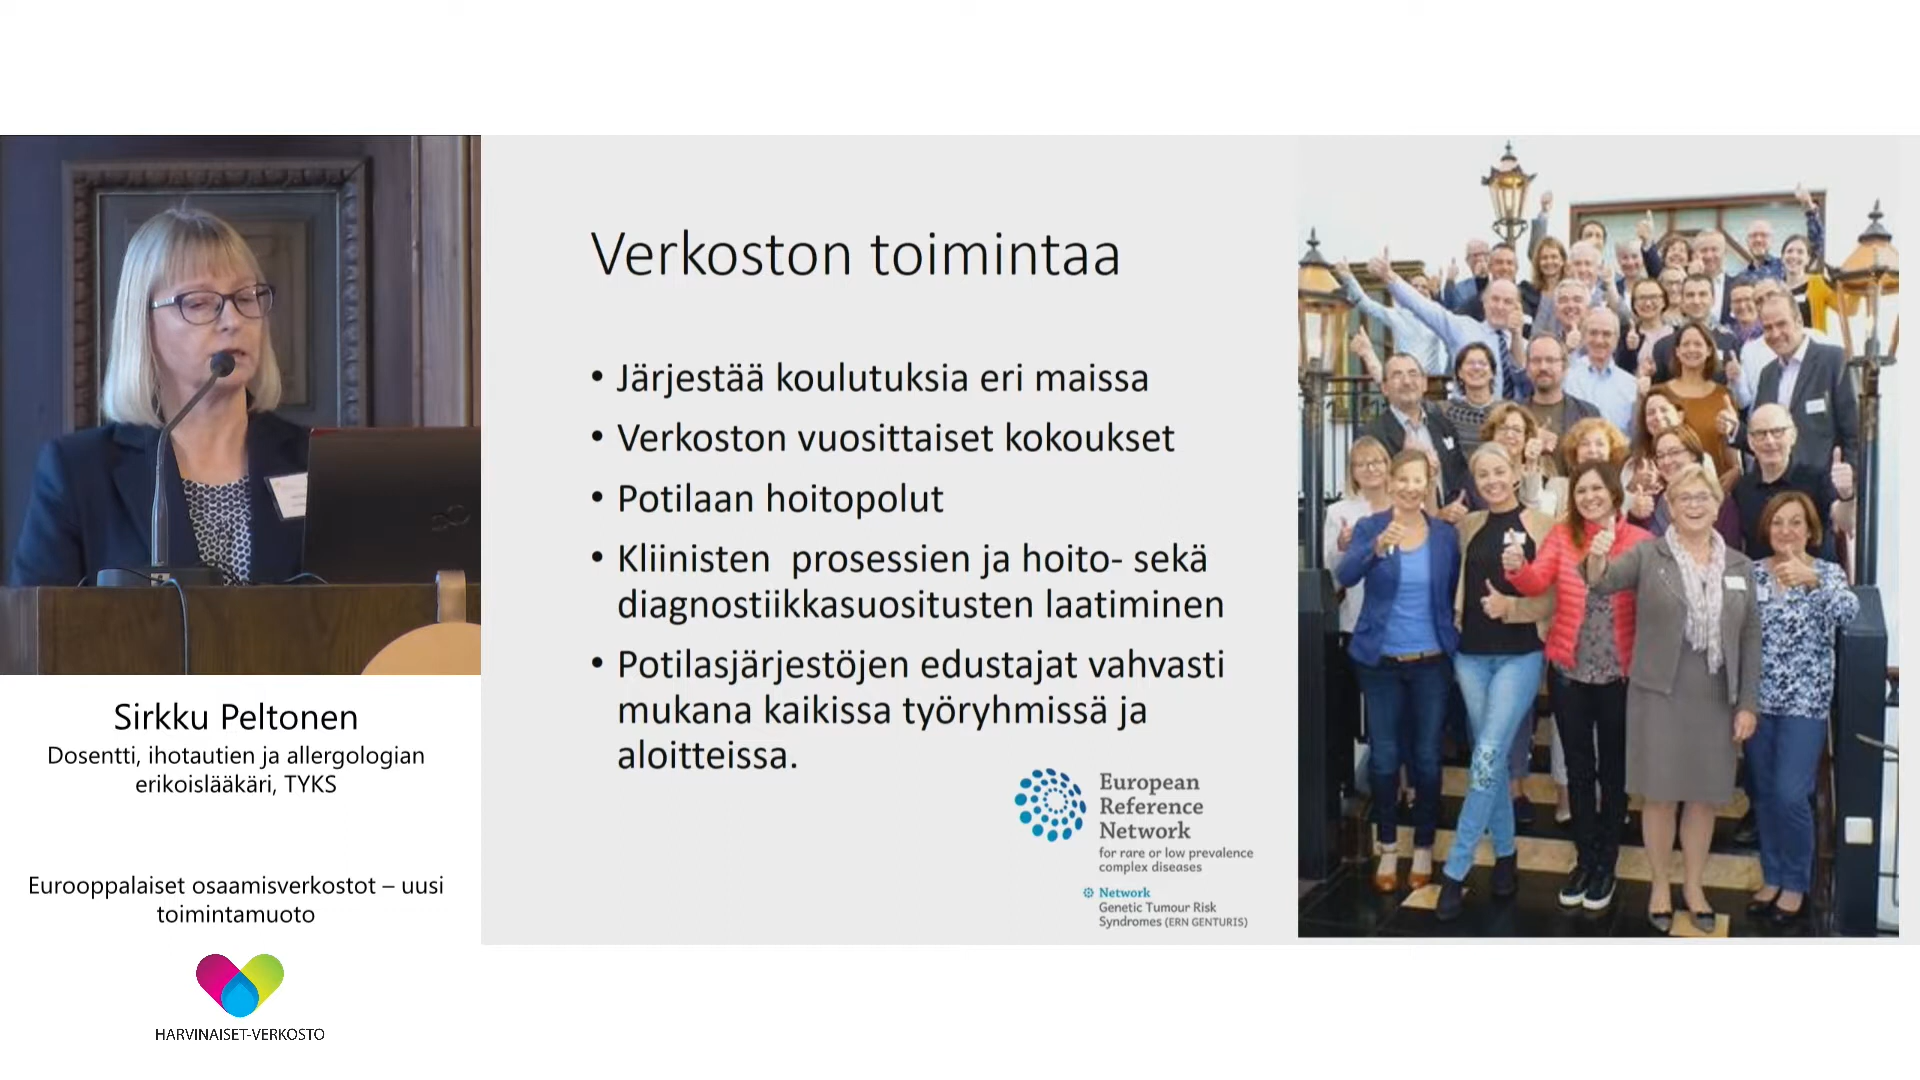 Verkoston toimintaa
• Järjestää koulutuksia eri maissa
• Verkoston vuosittaiset kokoukset
• Potilaan hoitopolut
• Kliinisten  prosessien ja hoito- sekä
diagnostiikkasuositusten laatiminen
• Potilasjärjestöjen edustajat vahvasti
mukana kaikissa työryhmissä ja
aloitteissa.
European
Reference
Network
for rare or low prevalence
complex diseases
Network
Genetic Tumour Risk
Syndromes (ERN GENTURIS)
Sirkku Peltonen
Dosentti, ihotautien ja allergologian
erikoislääkäri, TYKS
Eurooppalaiset osaamisverkostot – uusi
toimintamuoto
HARVINAISET-VERKOSTO